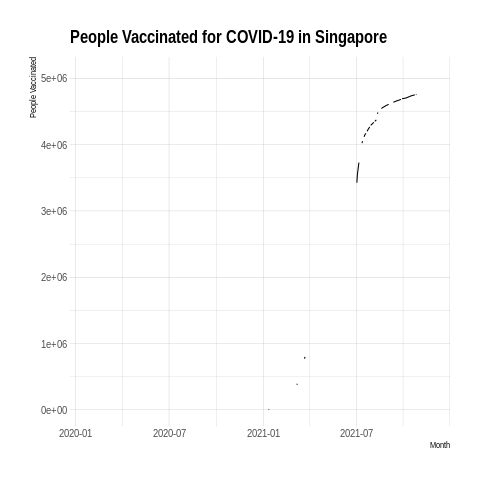 People Vaccinated for COVID-19 in Singapore
People Vaccinated
5e+06
4e+06
3e+06
2e+06
1e+06
0e+00
2020-01 2020-07 2021-01 2021-07
Month